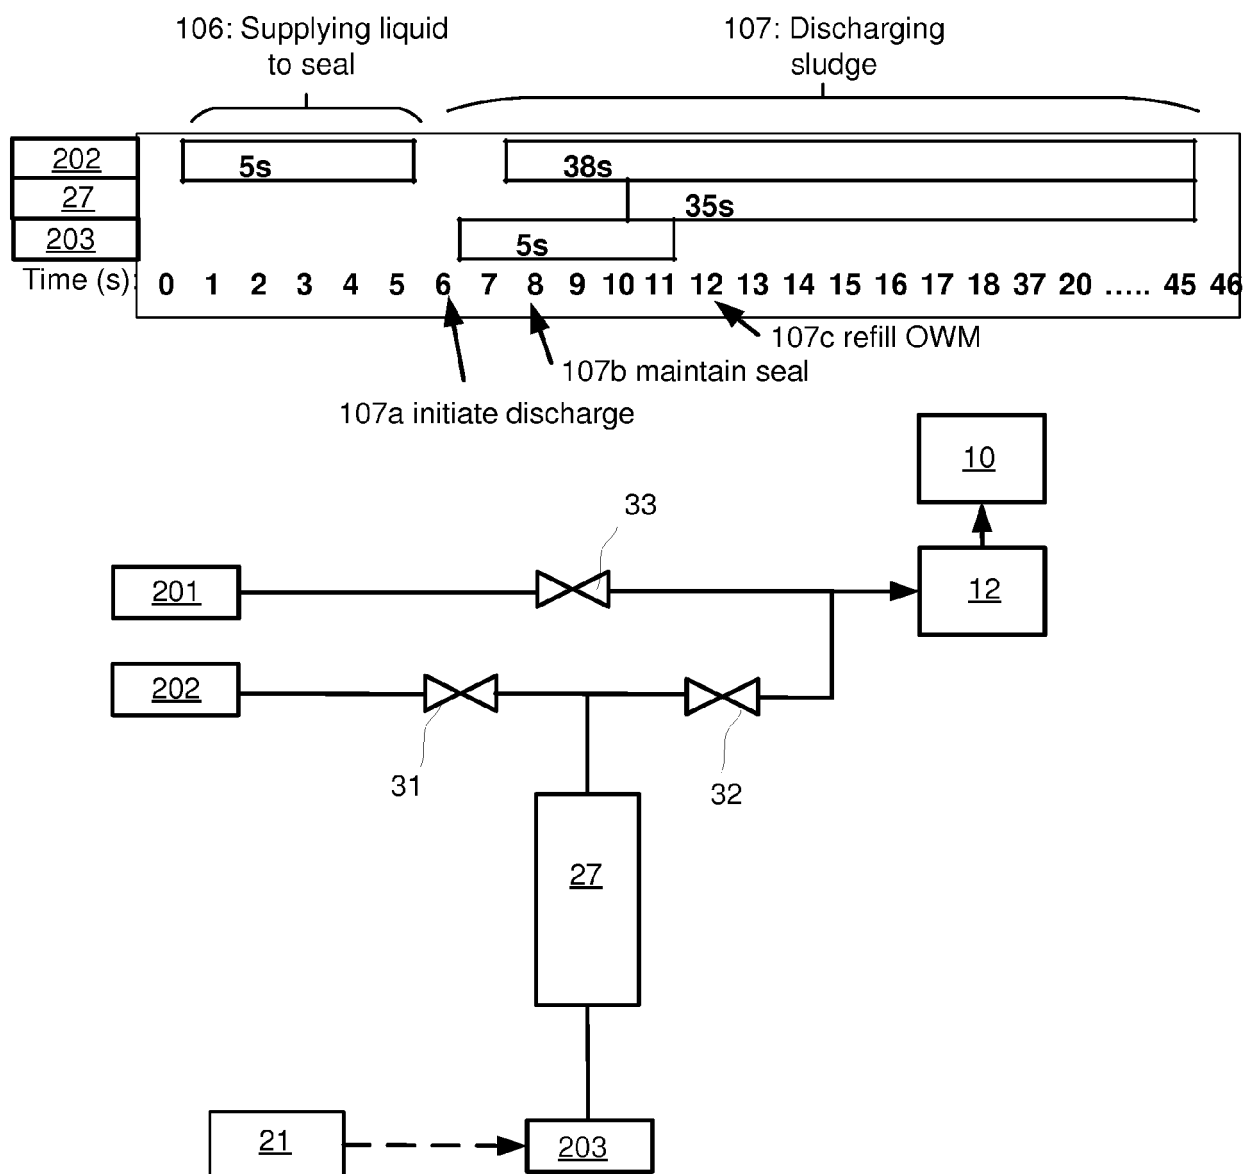 106: Supplying liquid
to seal
107: Discharging
sludge
202
5s
38s
27
35s
203
5s
Time (s):
0 1 2 3 4 5 6 7 8 9 10 11 12 13 14 15 16 17 18 37 20 ..... 45 46
107c refill OWM
107b maintain seal
107a initiate discharge
10
33
201
12
202
31
32
27
21
203